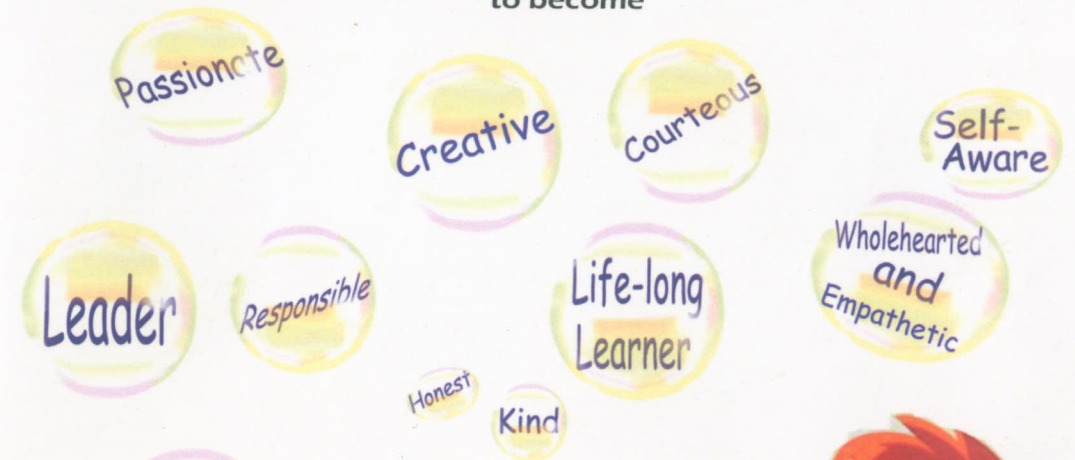 to become
Passionate
Creative
Courteous
Self-
Aware
Leader
Responsible
Life-long
Learner
Wholehearted
and
Empathetic
Honest
Kind